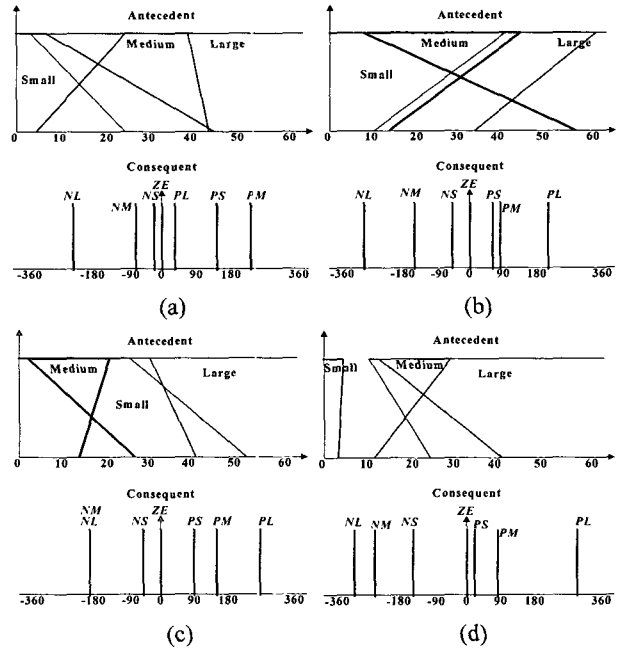 Antecedent
Medium Large
Small
0 10 20 30 40 50 60
Consequent
NL NM NS ZE PL PS PM
-360 -180 -90 0 90 180 360
(a)
Antecedent
Medium Large
Small
0 10 20 30 40 50 60
Consequent
NL NM NS ZE PS PM PL
-360 -180 -90 0 90 180 360
(b)
Antecedent
Medium Large
Small
0 10 20 30 40 50 60
Consequent
NM
NL NS ZE PS PM PL
-360 -180 -90 0 90 180 360
(c)
Antecedent
Small Medium Large
0 10 20 30 40 50 60
Consequent
NL NM NS ZE PS PM PL
-360 -180 -90 0 90 180 360
(d)